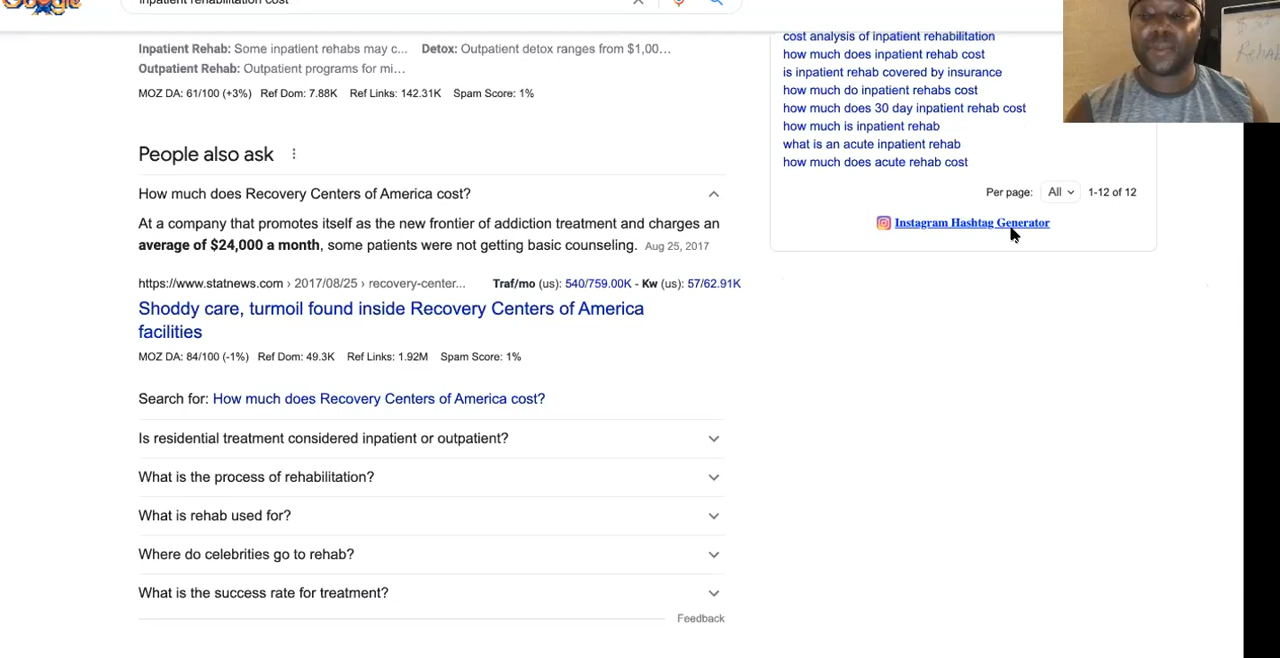 Google
inpatient rehabilitation cost
Inpatient Rehab: Some inpatient rehabs may c... Detox: Outpatient detox ranges from $1,00...
Outpatient Rehab: Outpatient programs for mi...
MOZ DA: 61/100 (+3%) Ref Dom: 7.88K Ref Links: 142.31K Spam Score: 1%
People also ask
How much does Recovery Centers of America cost?
At a company that promotes itself as the new frontier of addiction treatment and charges an
average of $24,000 a month, some patients were not getting basic counseling. Aug 25, 2017
https://www.statnews.com › 2017/08/25 › recovery-center... Traf/mo (us): 540/759.00K - Kw (us): 57/62.91K
Shoddy care, turmoil found inside Recovery Centers of America
facilities
MOZ DA: 84/100 (-1%) Ref Dom: 49.3K Ref Links: 1.92M Spam Score: 1%
Search for: How much does Recovery Centers of America cost?
Is residential treatment considered inpatient or outpatient?
What is the process of rehabilitation?
What is rehab used for?
Where do celebrities go to rehab?
What is the success rate for treatment?
Feedback
cost analysis of inpatient rehabilitation
how much does inpatient rehab cost
is inpatient rehab covered by insurance
how much do inpatient rehabs cost
how much does 30 day inpatient rehab cost
how much is inpatient rehab
what is an acute inpatient rehab
how much does acute rehab cost
Per page: All 1-12 of 12
Instagram Hashtag Generator